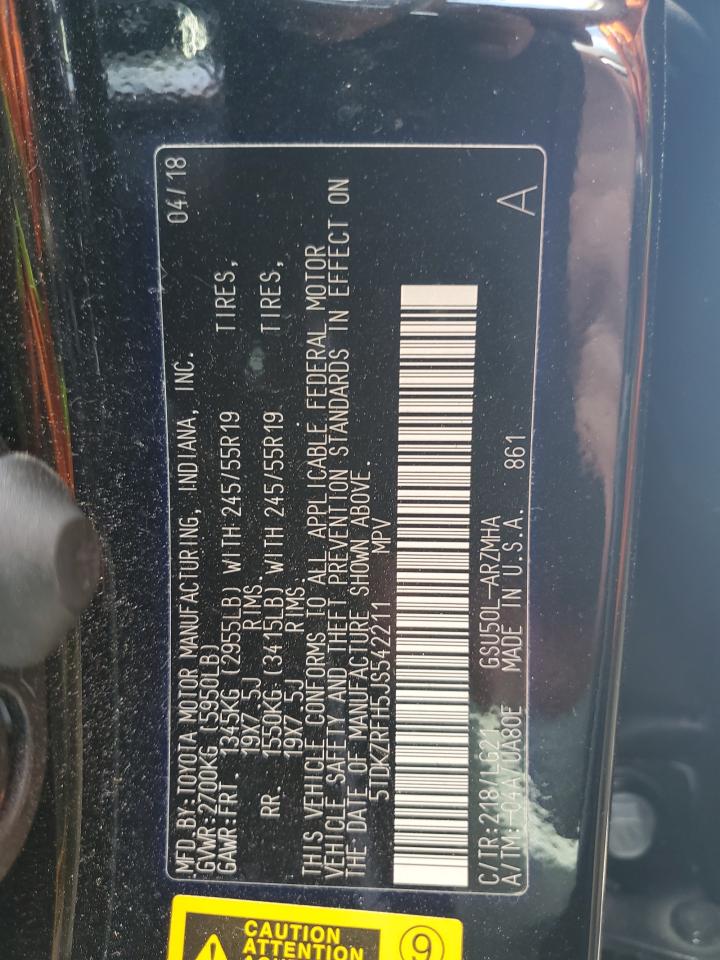 MFD.BY:TOYOTA MOTOR MANUFACTURING, INDIANA, INC. 04/18
GVWR:2700KG (5950LB)
GAWR:FRT. 1345KG (2955LB) WITH 245/55R19 TIRES,
19X7.5J RIMS.
RR. 1550KG (3415LB) WITH 245/55R19 TIRES,
19X7.5J RIMS.
THIS VEHICLE CONFORMS TO ALL APPLICABLE FEDERAL MOTOR
VEHICLE SAFETY AND THEFT PREVENTION STANDARDS IN EFFECT ON
THE DATE OF MANUFACTURE SHOWN ABOVE.
5TDKZRFH5JS542211 MPV
C/TR:218/LG21 GSU50L-ARZMHA
A/TM:-04A/UA80E MADE IN U.S.A. 861 A
CAUTION
ATTENTION
9